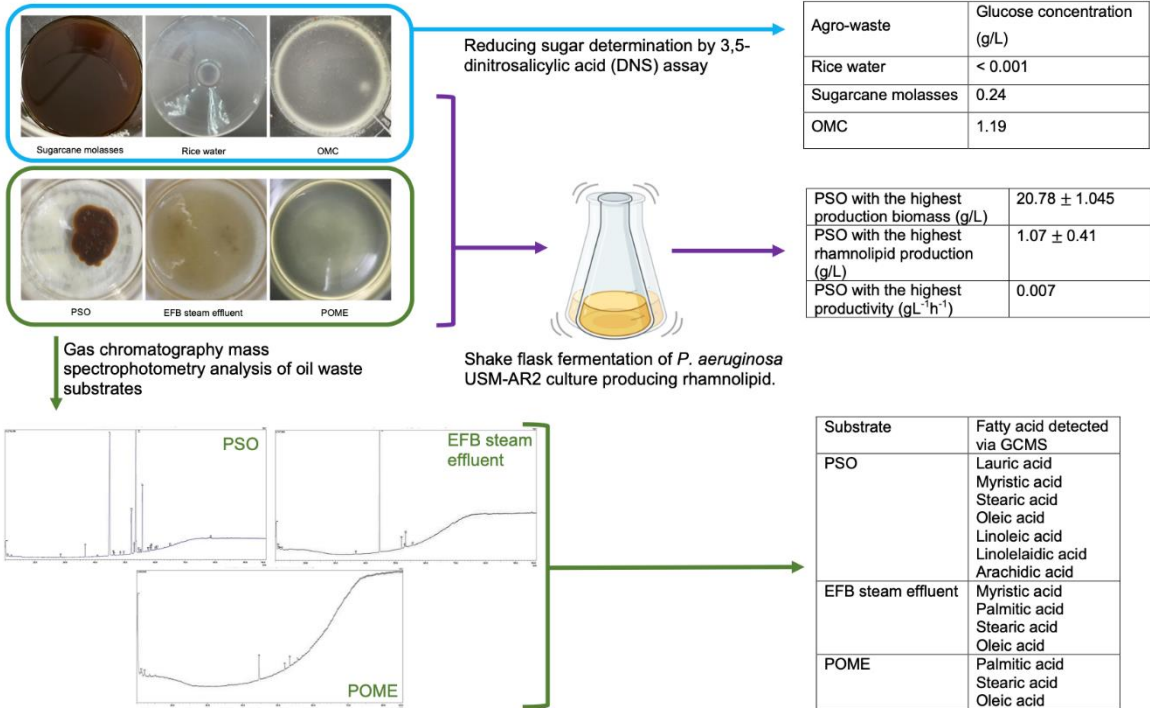 Sugarcane molasses
Rice water
OMC
PSO
EFB steam effluent
POME
Reducing sugar determination by 3,5-
dinitrosalicylic acid (DNS) assay
Agro-waste
Glucose concentration
(g/L)
Rice water
< 0.001
Sugarcane molasses
0.24
OMC
1.19
Shake flask fermentation of P. aeruginosa
USM-AR2 culture producing rhamnolipid.
PSO with the highest
production biomass (g/L)
20.78 ± 1.045
PSO with the highest
rhamnolipid production
(g/L)
1.07 ± 0.41
PSO with the highest
productivity (gL⁻¹h⁻¹)
0.007
Gas chromatography mass
spectrophotometry analysis of oil waste
substrates
PSO
EFB steam
effluent
POME
Substrate
Fatty acid detected
via GCMS
PSO
Lauric acid
Myristic acid
Stearic acid
Oleic acid
Linoleic acid
Linolelaidic acid
Arachidic acid
EFB steam effluent
Myristic acid
Palmitic acid
Stearic acid
Oleic acid
POME
Palmitic acid
Stearic acid
Oleic acid